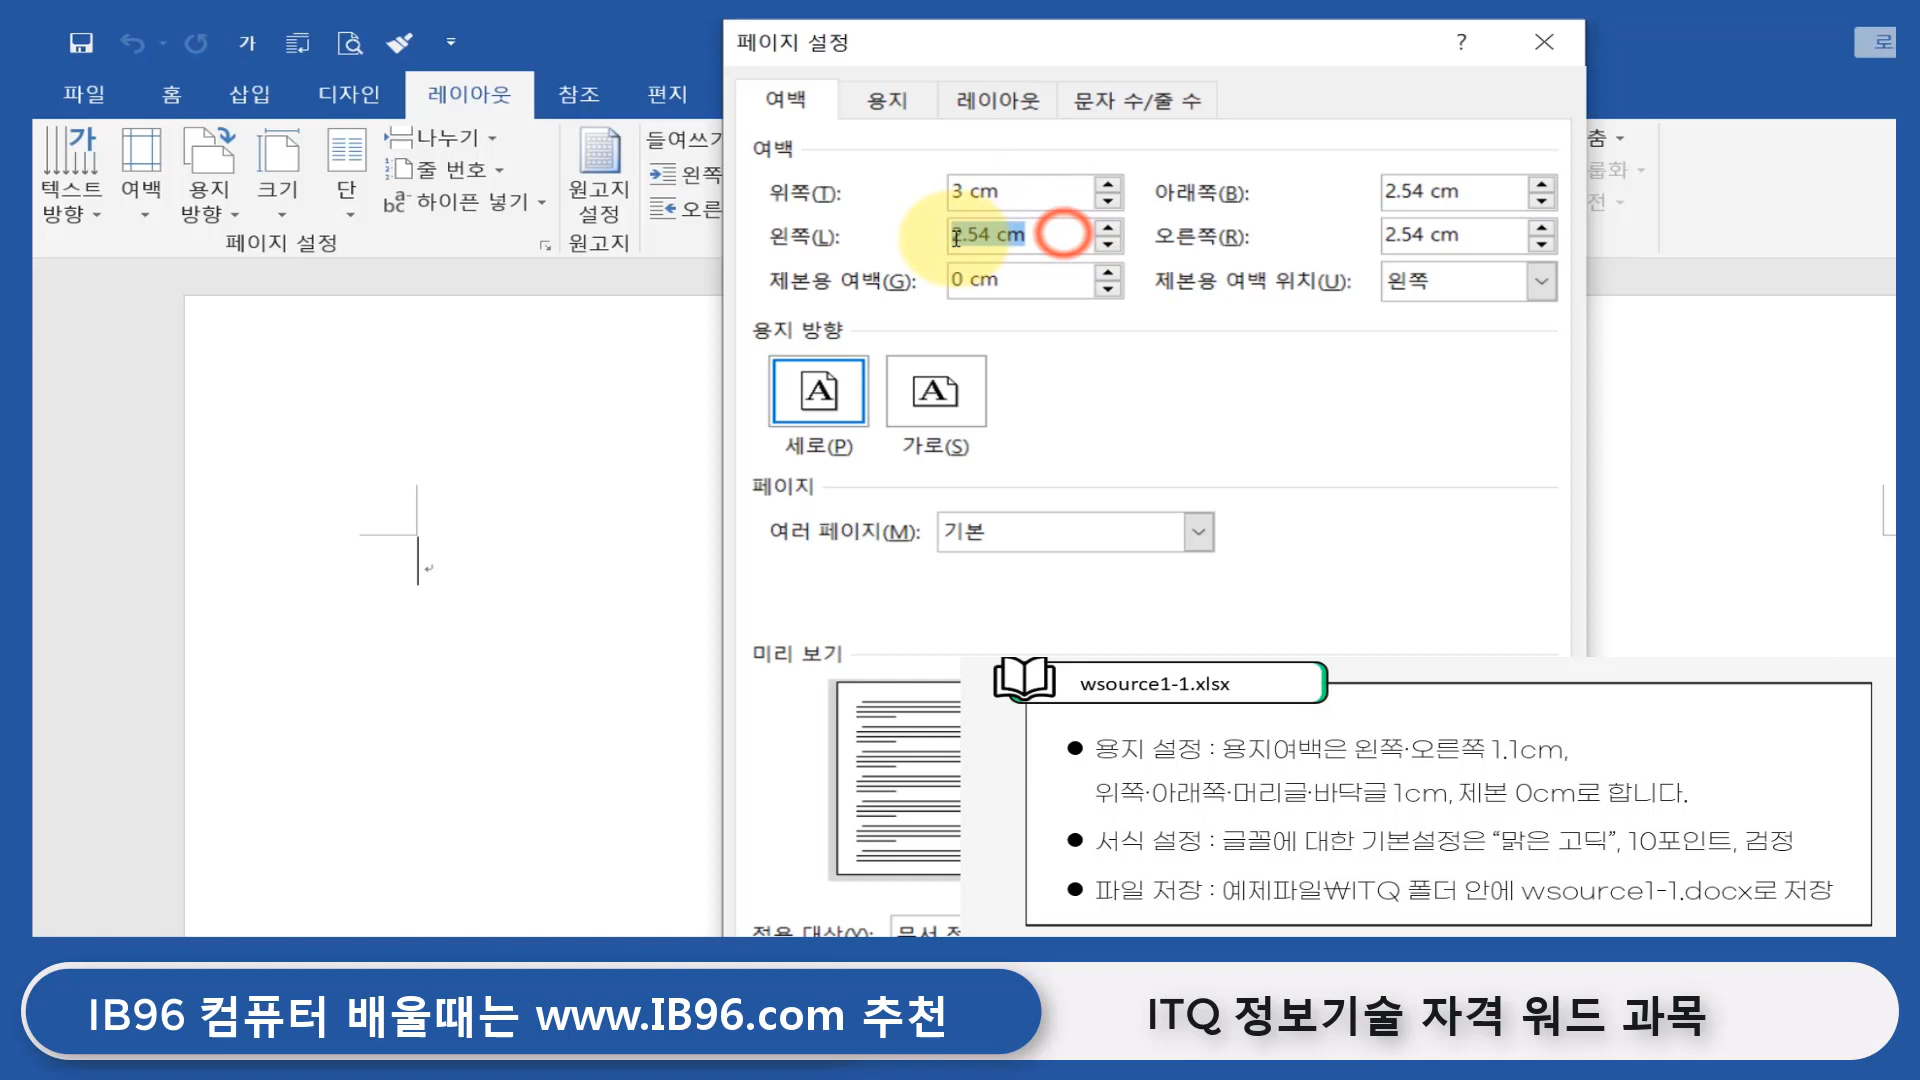 가
로
파일 홈 삽입 디자인 레이아웃 참조 편지
텍스트 방향
여백
용지 방향
크기
단
나누기
줄 번호
하이픈 넣기
페이지 설정
원고지 설정
원고지
들여쓰기
왼쪽
오른
춤
룹화
전
페이지 설정
?
여백 용지 레이아웃 문자 수/줄 수
여백
위쪽(T): 3 cm 아래쪽(B): 2.54 cm
왼쪽(L): 2.54 cm 오른쪽(R): 2.54 cm
제본용 여백(G): 0 cm 제본용 여백 위치(U): 왼쪽
용지 방향
세로(P) 가로(S)
페이지
여러 페이지(M): 기본
미리 보기
적용 대상(Y): 문서
wsource1-1.xlsx
● 용지 설정 : 용지여백은 왼쪽·오른쪽 1.1cm,
위쪽·아래쪽·머리글·바닥글 1cm, 제본 0cm로 합니다.
● 서식 설정 : 글꼴에 대한 기본설정은 “맑은 고딕”, 10포인트, 검정
● 파일 저장 : 예제파일₩ITQ 폴더 안에 wsource1-1.docx로 저장
IB96 컴퓨터 배울때는 www.IB96.com 추천
ITQ 정보기술 자격 워드 과목